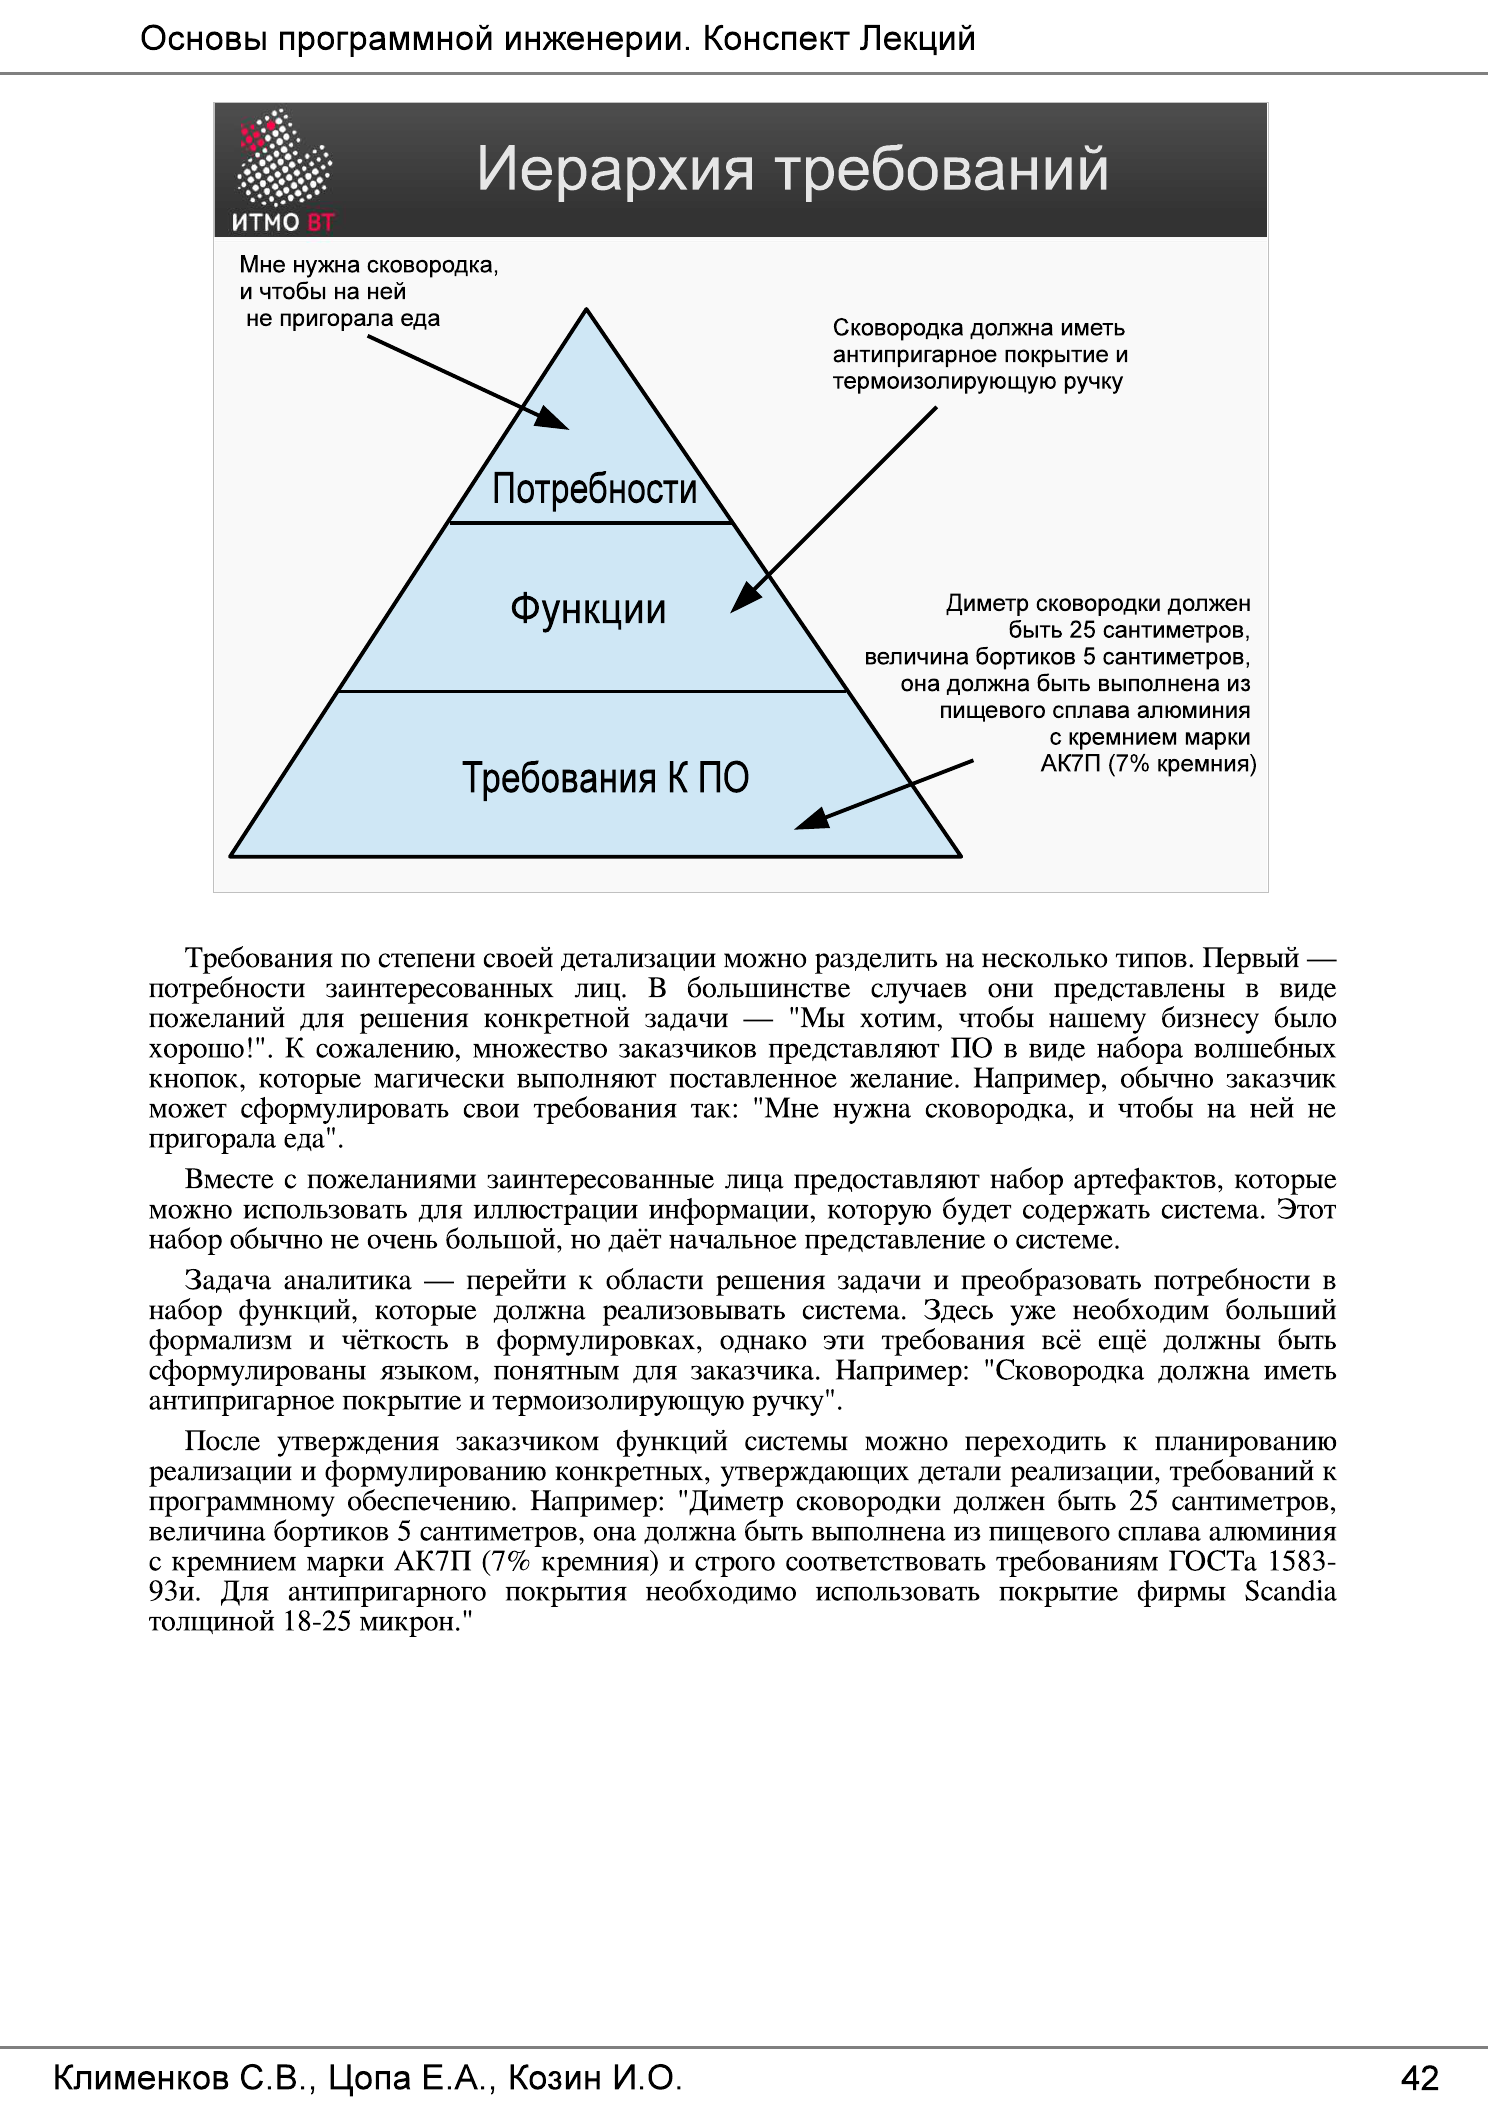 Основы программной инженерии. Конспект Лекций
ИТМО ВТ
Иерархия требований
Мне нужна сковородка,
и чтобы на ней
не пригорала еда
Сковородка должна иметь
антипригарное покрытие и
термоизолирующую ручку
Потребности
Функции
Диметр сковородки должен
быть 25 сантиметров,
величина бортиков 5 сантиметров,
она должна быть выполнена из
пищевого сплава алюминия
с кремнием марки
АК7П (7% кремния)
Требования К ПО
Требования по степени своей детализации можно разделить на несколько типов. Первый —
потребности заинтересованных лиц. В большинстве случаев они представлены в виде
пожеланий для решения конкретной задачи — "Мы хотим, чтобы нашему бизнесу было
хорошо!". К сожалению, множество заказчиков представляют ПО в виде набора волшебных
кнопок, которые магически выполняют поставленное желание. Например, обычно заказчик
может сформулировать свои требования так: "Мне нужна сковородка, и чтобы на ней не
пригорала еда".
Вместе с пожеланиями заинтересованные лица предоставляют набор артефактов, которые
можно использовать для иллюстрации информации, которую будет содержать система. Этот
набор обычно не очень большой, но даёт начальное представление о системе.
Задача аналитика — перейти к области решения задачи и преобразовать потребности в
набор функций, которые должна реализовывать система. Здесь уже необходим больший
формализм и чёткость в формулировках, однако эти требования всё ещё должны быть
сформулированы языком, понятным для заказчика. Например: "Сковородка должна иметь
антипригарное покрытие и термоизолирующую ручку".
После утверждения заказчиком функций системы можно переходить к планированию
реализации и формулированию конкретных, утверждающих детали реализации, требований к
программному обеспечению. Например: "Диметр сковородки должен быть 25 сантиметров,
величина бортиков 5 сантиметров, она должна быть выполнена из пищевого сплава алюминия
с кремнием марки АК7П (7% кремния) и строго соответствовать требованиям ГОСТа 1583-
93и. Для антипригарного покрытия необходимо использовать покрытие фирмы Scandia
толщиной 18-25 микрон."
Клименков С.В., Цопа Е.А., Козин И.О.
42